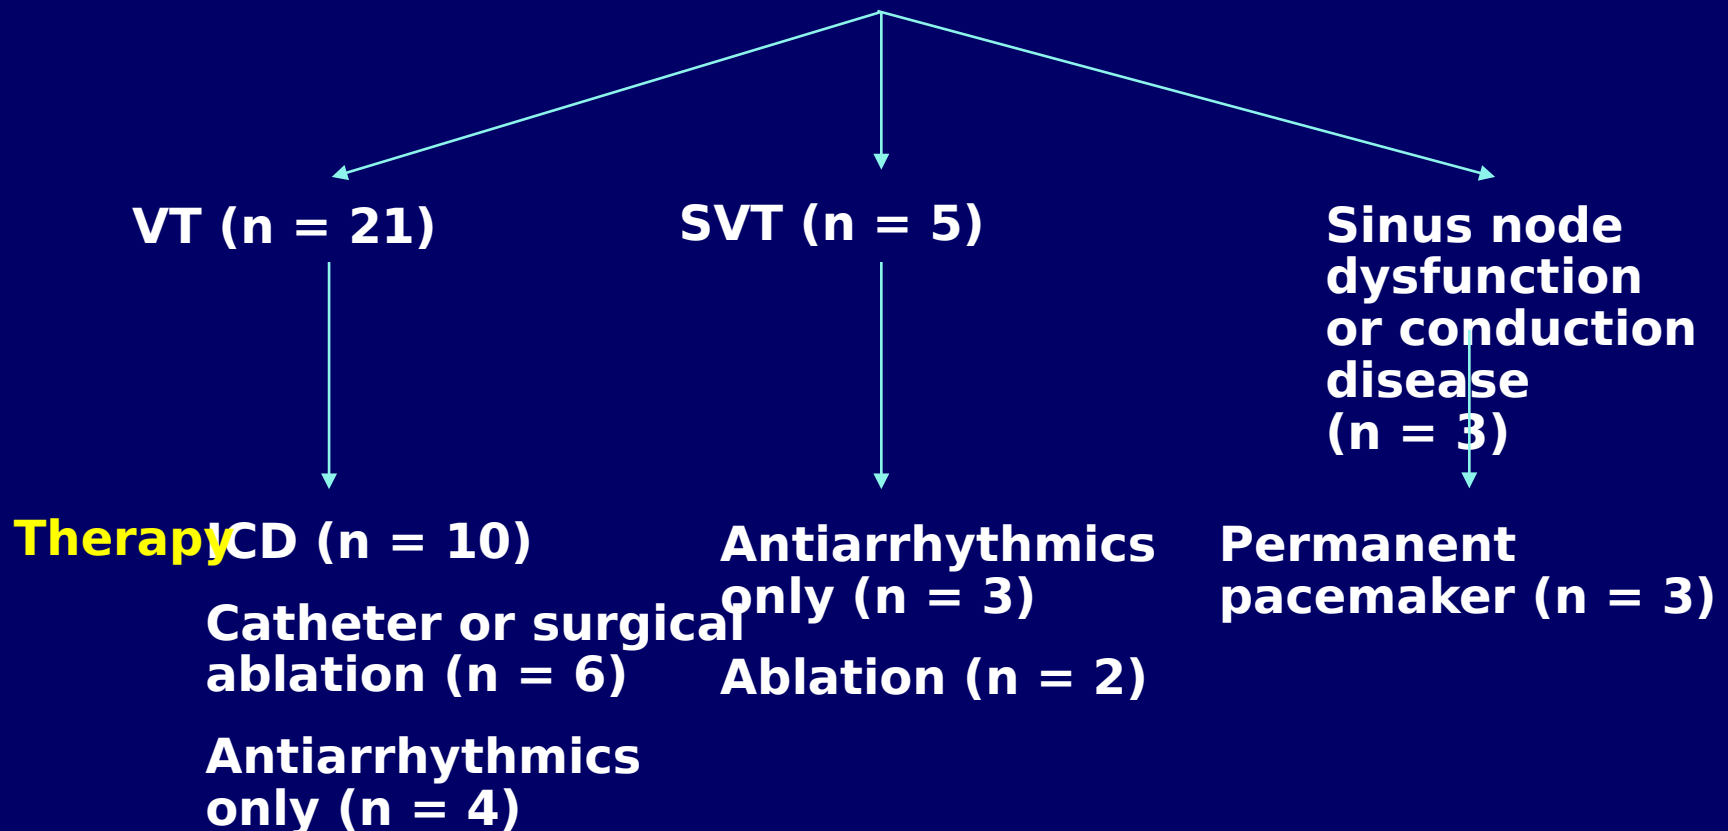 VT (n = 21)
SVT (n = 5)
Sinus node
dysfunction
or conduction
disease
(n = 3)
Therapy
ICD (n = 10)
Catheter or surgical
ablation (n = 6)
Antiarrhythmics
only (n = 4)
Antiarrhythmics
only (n = 3)
Ablation (n = 2)
Permanent
pacemaker (n = 3)